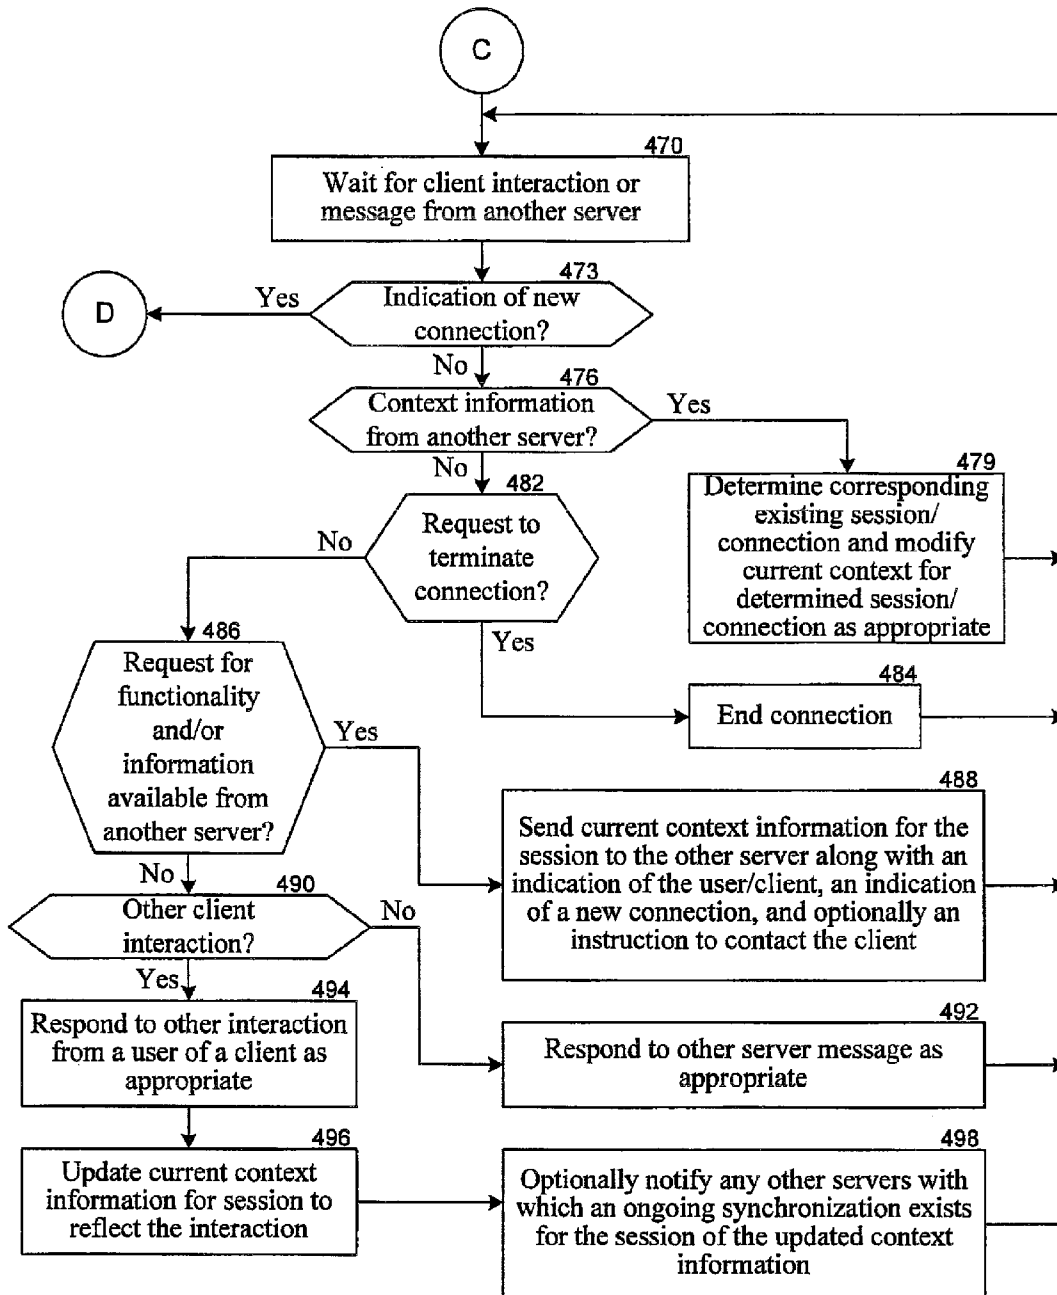 C
470
Wait for client interaction or
message from another server
473
Indication of new
connection?
Yes
D
No
476
Context information
from another server?
Yes
No
479
Determine corresponding
existing session/
connection and modify
current context for
determined session/
connection as appropriate
482
Request to
terminate
connection?
No
Yes
484
End connection
486
Request for
functionality
and/or
information
available from
another server?
Yes
No
488
Send current context information for the
session to the other server along with an
indication of the user/client, an indication
of a new connection, and optionally an
instruction to contact the client
490
Other client
interaction?
No
Yes
492
Respond to other server message as
appropriate
494
Respond to other interaction
from a user of a client as
appropriate
496
Update current context
information for session to
reflect the interaction
498
Optionally notify any other servers with
which an ongoing synchronization exists
for the session of the updated context
information